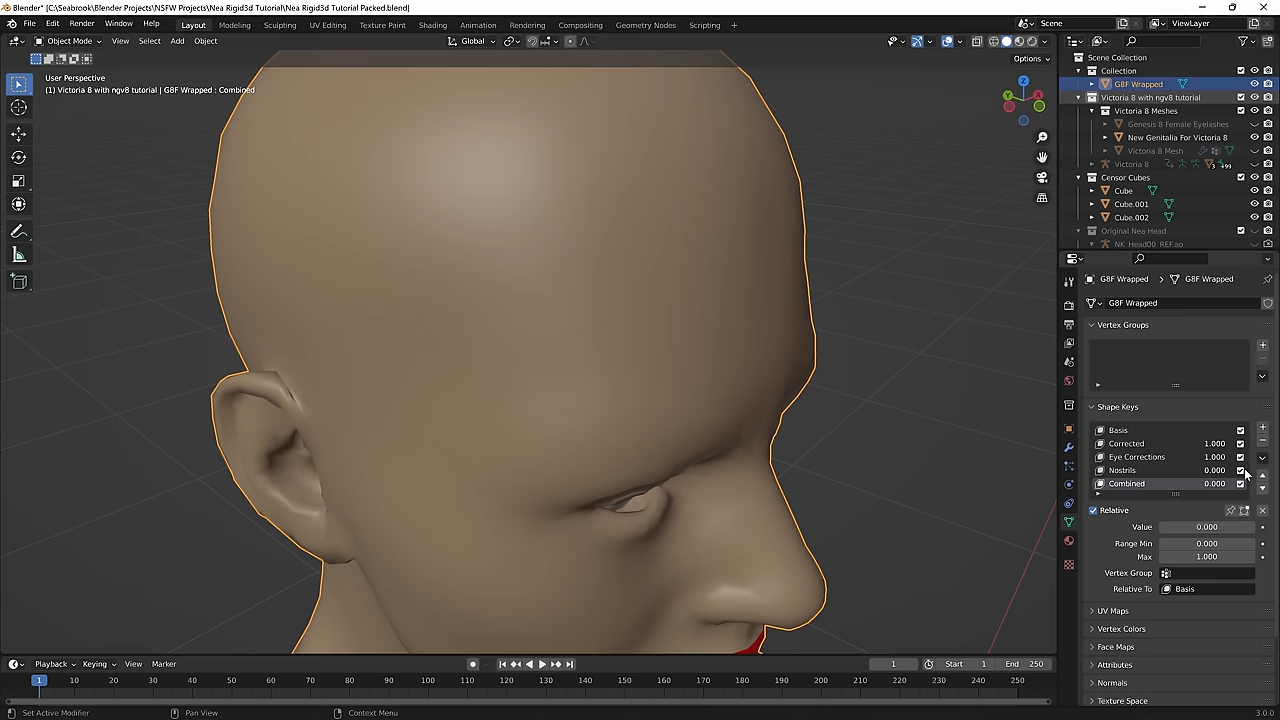 Blender* [C:\Seabrook\Blender Projects\NSFW Projects\Nea Rigid3d Tutorial\Nea Rigid3d Tutorial Packed.blend]
File Edit Render Window Help Layout Modeling Sculpting UV Editing Texture Paint Shading Animation Rendering Compositing Geometry Nodes Scripting + Scene ViewLayer
Object Mode View Select Add Object Global
Options
User Perspective
(1) Victoria 8 with ngv8 tutorial | G8F Wrapped : Combined
Z
Y
X
Scene Collection
Collection
G8F Wrapped
Victoria 8 with ngv8 tutorial
Victoria 8 Meshes
Genesis 8 Female Eyelashes
New Genitalia For Victoria 8
Victoria 8 Mesh
Victoria 8 3 +99
Censor Cubes
Cube
Cube.001
Cube.002
Original Nea Head
NK_Head00_REF.ao
G8F Wrapped > G8F Wrapped
G8F Wrapped
Vertex Groups
Shape Keys
Basis
Corrected 1.000
Eye Corrections 1.000
Nostrils 0.000
Combined 0.000
Relative
Value 0.000
Range Min 0.000
Max 1.000
Vertex Group
Relative To Basis
UV Maps
Vertex Colors
Face Maps
Attributes
Normals
Texture Space
Playback Keying View Marker 1 Start 1 End 250
1 10 20 30 40 50 60 70 80 90 100 110 120 130 140 150 160 170 180 190 200 210 220 230 240 250
Set Active Modifier Pan View Context Menu 3.0.0